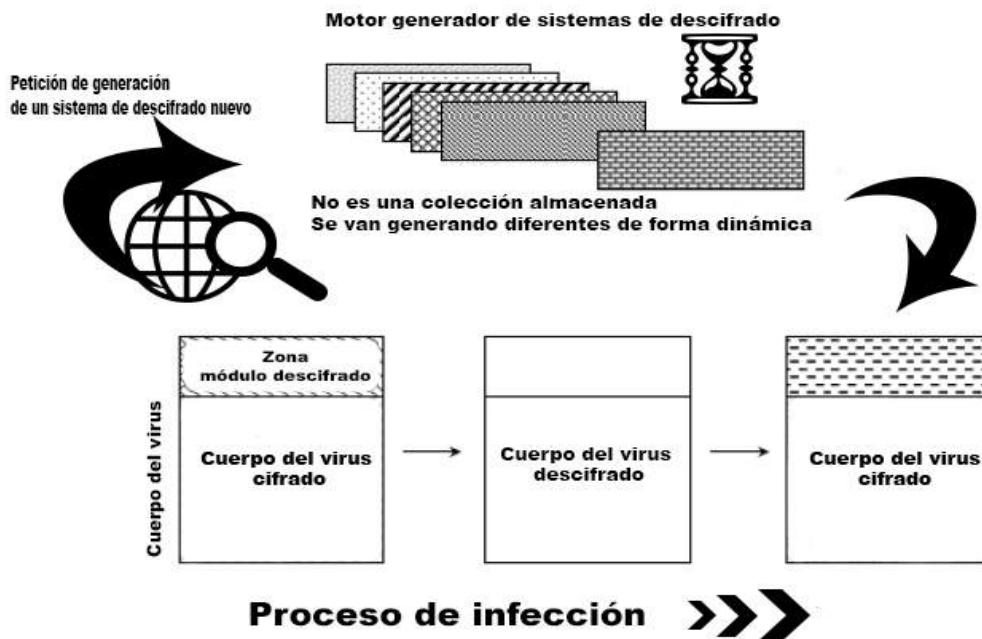 Motor generador de sistemas de descifrado
Petición de generación
de un sistema de descifrado nuevo
No es una colección almacenada
Se van generando diferentes de forma dinámica
Zona
módulo descifrado
Cuerpo del virus
Cuerpo del virus
cifrado
Cuerpo del virus
descifrado
Cuerpo del virus
cifrado
Proceso de infección